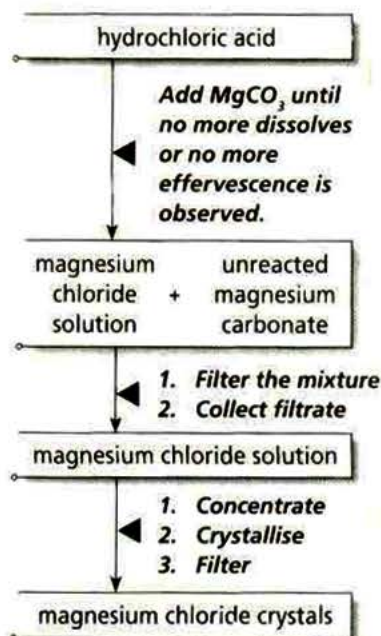 hydrochloric acid
Add MgCO₃ until
no more dissolves
or no more
effervescence is
observed.
magnesium unreacted
chloride + magnesium
solution carbonate
1. Filter the mixture
2. Collect filtrate
magnesium chloride solution
1. Concentrate
2. Crystallise
3. Filter
magnesium chloride crystals